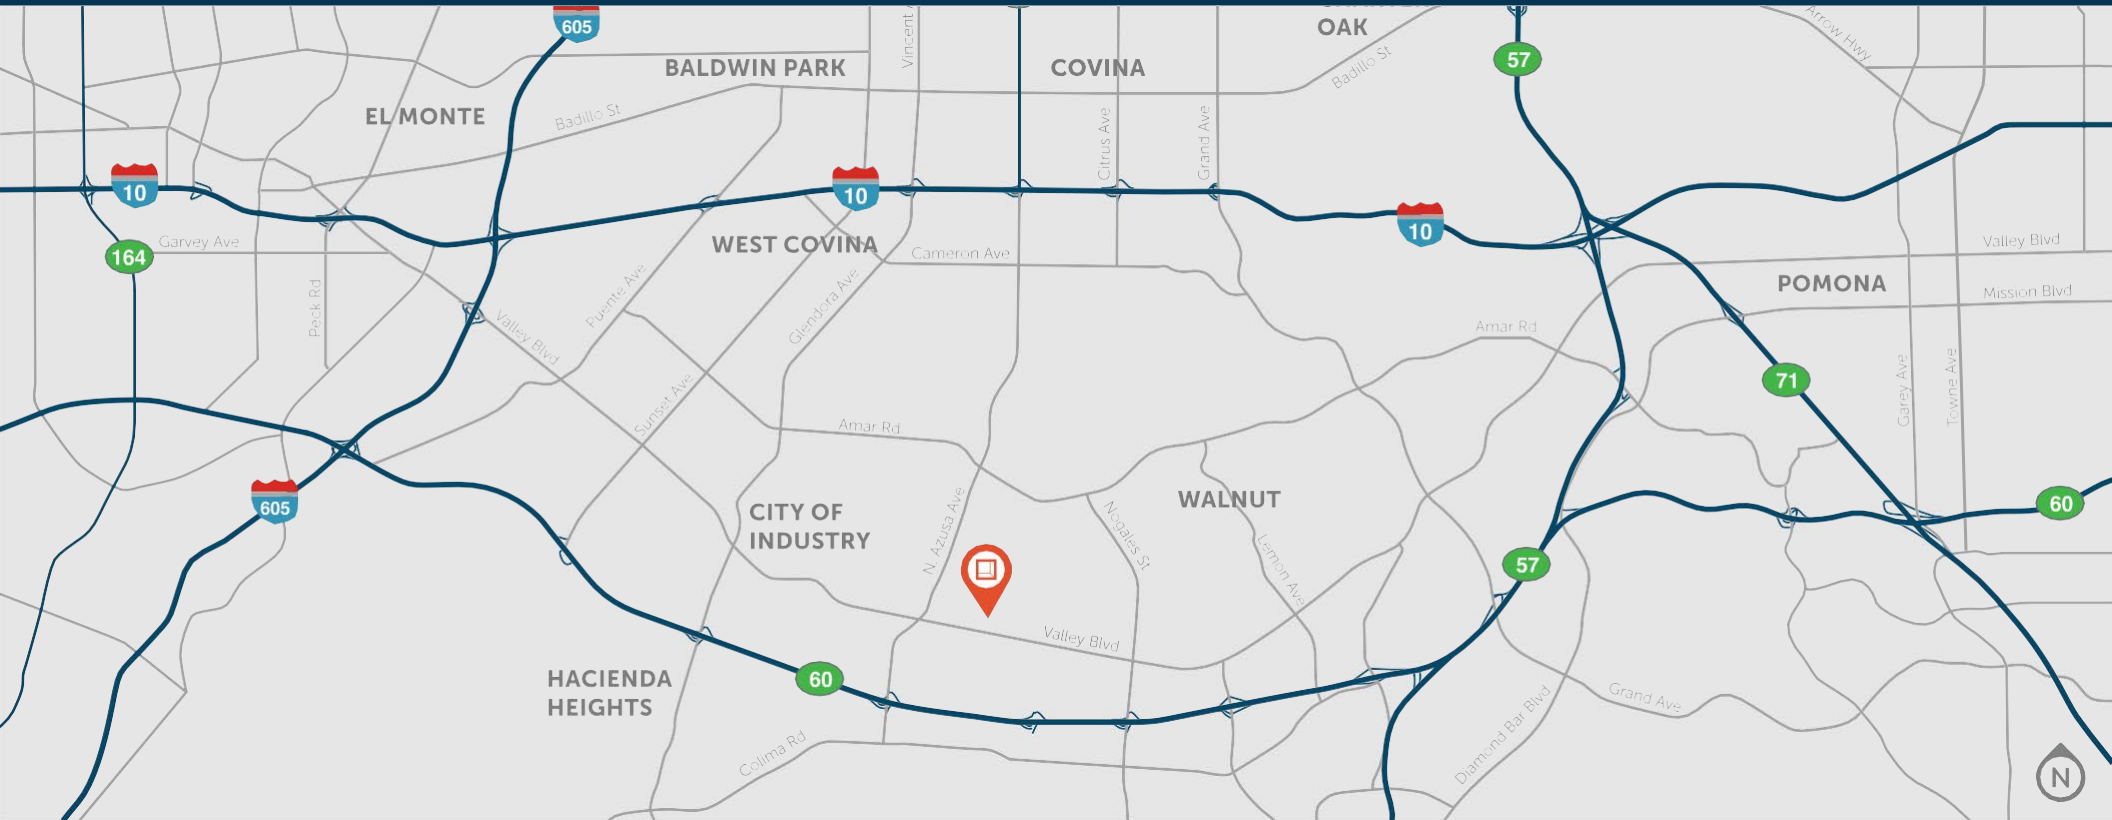 605
OAK
57
Arrow Hwy
Vincent
BALDWIN PARK
COVINA
Badillo St
EL MONTE
Badillo St
Citrus Ave
Grand Ave
10
10
10
164
Garvey Ave
WEST COVINA
Cameron Ave
Valley Blvd
POMONA
Mission Blvd
Peck Rd
Puente Ave
Glendora Ave
Valley Blvd
Amar Rd
71
Garey Ave
Towne Ave
Sunset Ave
Amar Rd
605
CITY OF
INDUSTRY
N. Azusa Ave
Nogales St
WALNUT
Lemon Ave
60
57
Valley Blvd
HACIENDA
HEIGHTS
60
Grand Ave
Diamond Bar Blvd
Colima Rd
N